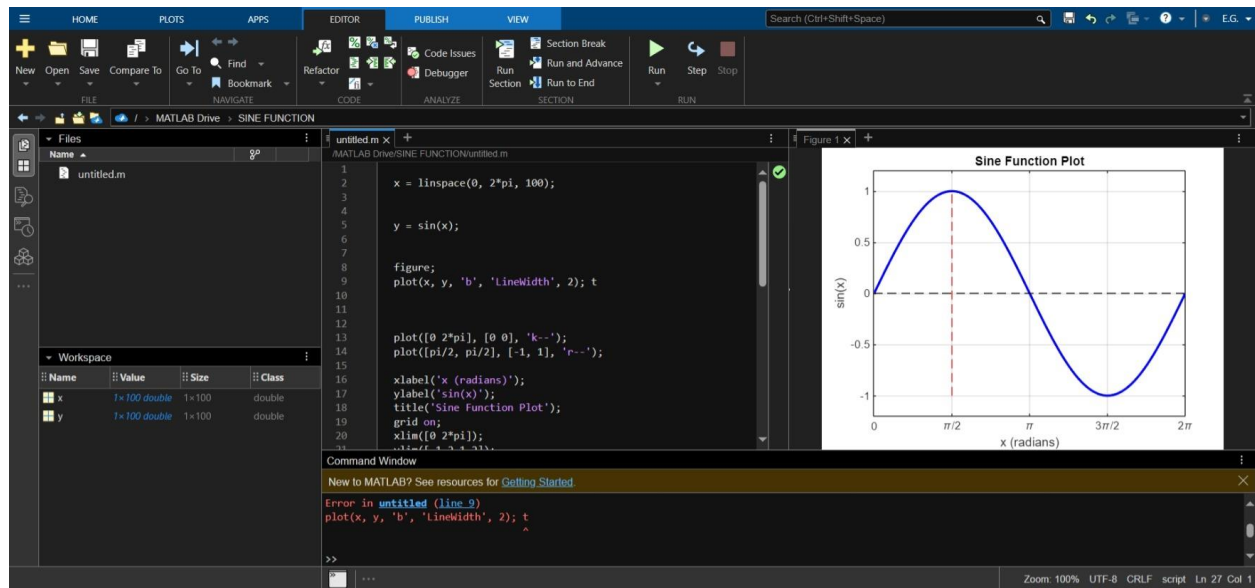 HOME PLOTS APPS EDITOR PUBLISH VIEW Search (Ctrl+Shift+Space) E.G.
New Open Save Compare To Go To Find Bookmark Refactor Code Issues Debugger Run Section Section Break Run and Advance Run to End Run Step Stop
FILE NAVIGATE CODE ANALYZE SECTION RUN
/ > MATLAB Drive > SINE FUNCTION
Files
Name
untitled.m
Workspace
Name Value Size Class
x 1×100 double 1×100 double
y 1×100 double 1×100 double
untitled.m × +
/MATLAB Drive/SINE FUNCTION/untitled.m
1
2 x = linspace(0, 2*pi, 100);
3
4
5 y = sin(x);
6
7
8 figure;
9 plot(x, y, 'b', 'LineWidth', 2); t
10
11
12
13 plot([0 2*pi], [0 0], 'k--');
14 plot([pi/2, pi/2], [-1, 1], 'r--');
15
16 xlabel('x (radians)');
17 ylabel('sin(x)');
18 title('Sine Function Plot');
19 grid on;
20 xlim([0 2*pi]);
Figure 1 × +
Sine Function Plot
1
0.5
0
-0.5
-1
sin(x)
0 π/2 π 3π/2 2π
x (radians)
Command Window
New to MATLAB? See resources for Getting Started.
Error in untitled (line 9)
plot(x, y, 'b', 'LineWidth', 2); t
^
>>
Zoom: 100% UTF-8 CRLF script Ln 27 Col 1